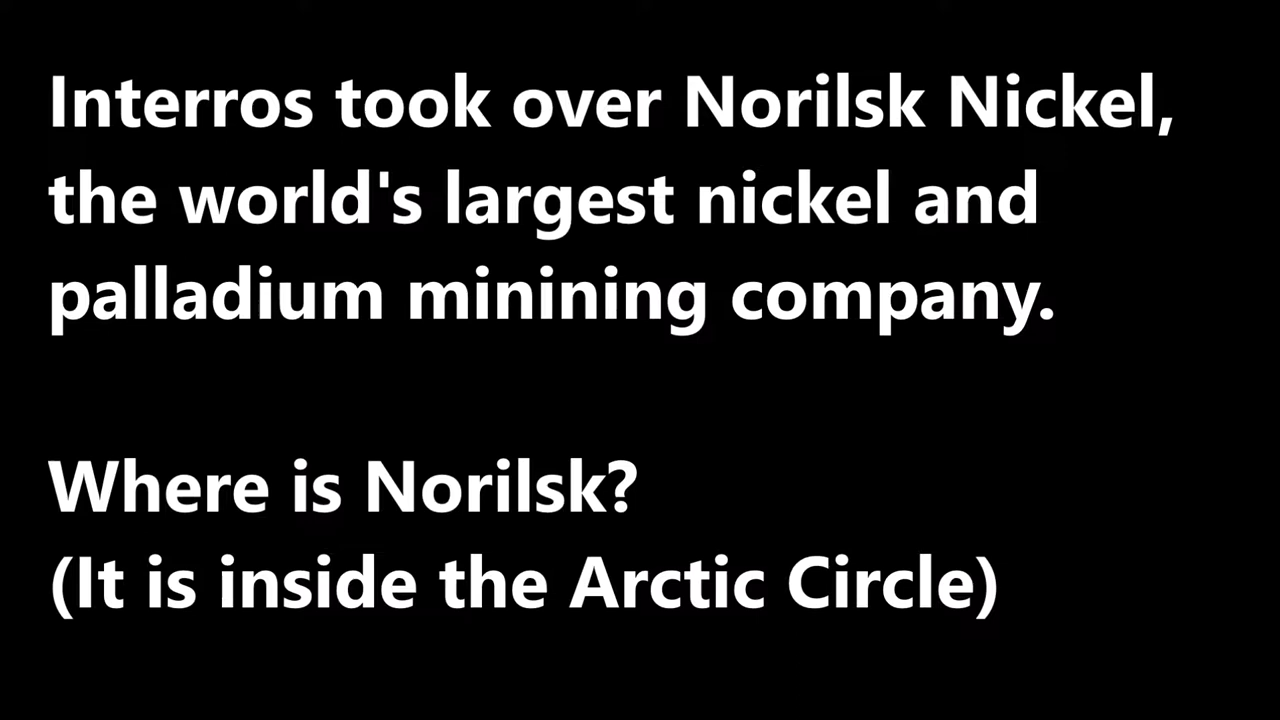 Interros took over Norilsk Nickel,
the world's largest nickel and
palladium minining company.
Where is Norilsk?
(It is inside the Arctic Circle)